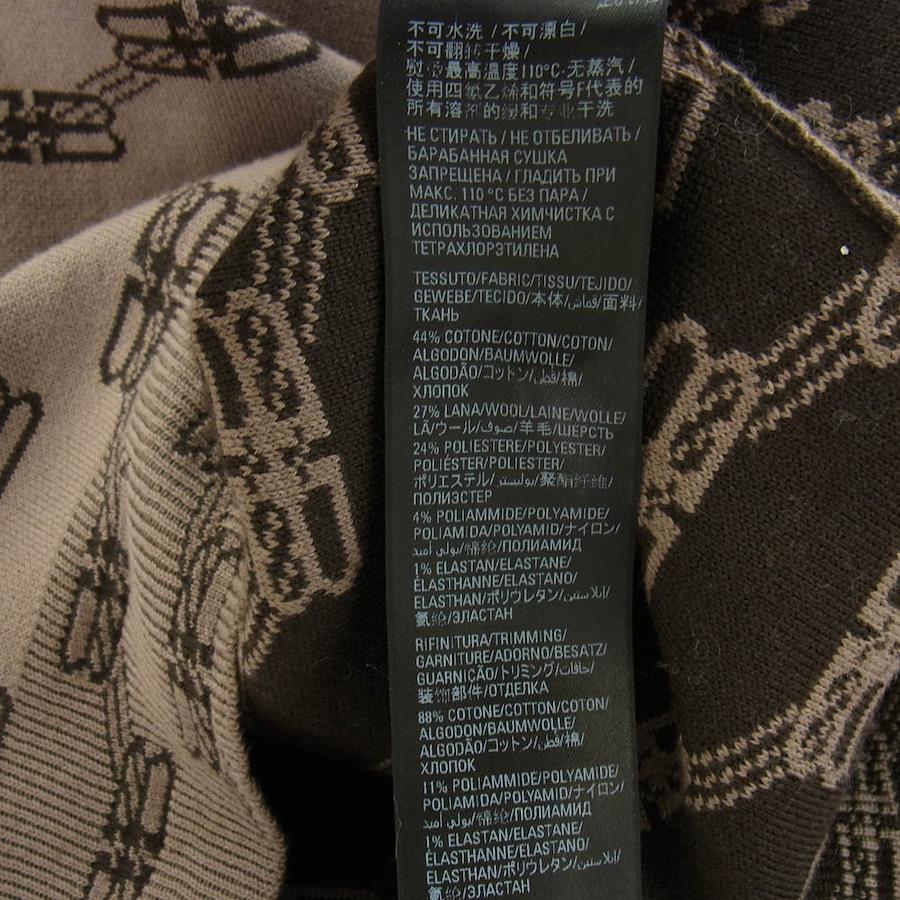 不可水洗 / 不可漂白 /
不可翻转干燥 /
最高温度110°C-无蒸汽 /
使用四氯乙烯和符号F代表的
所有溶剂的缓和专业干洗
НЕ СТИРАТЬ / НЕ ОТБЕЛИВАТЬ /
БАРАБАННАЯ СУШКА
ЗАПРЕЩЕНА / ГЛАДИТЬ ПРИ
МАКС. 110 °C БЕЗ ПАРА /
ДЕЛИКАТНАЯ ХИМЧИСТКА С
ИСПОЛЬЗОВАНИЕМ
ТЕТРАХЛОРЭТИЛЕНА
TESSUTO/FABRIC/TISSU/TEJIDO/
GEWEBE/TECIDO/本体/قماش/面料/
ТКАНЬ
44% COTONE/COTTON/COTON/
ALGODON/BAUMWOLLE/
ALGODÃO/コットン/قطن/棉/
ХЛОПОК
27% LANA/WOOL/LAINE/WOLLE/
LÃ/ウール/صوف/羊毛/ШЕРСТЬ
24% POLIESTERE/POLYESTER/
POLIÉSTER/POLIESTER/
ポリエステル/بوليستر/聚酯纤维/
ПОЛИЭСТЕР
4% POLIAMMIDE/POLYAMIDE/
POLIAMIDA/POLYAMID/ナイロン/
بولي أميد/锦纶/ПОЛИАМИД
1% ELASTAN/ELASTANE/
ÉLASTHANNE/ELASTANO/
ELASTHAN/ポリウレタン/ايلاستين/
氨纶/ЭЛАСТАН
RIFINITURA/TRIMMING/
GARNITURE/ADORNO/BESATZ/
GUARNIÇÃO/トリミング/حافات/
装饰部件/ОТДЕЛКА
88% COTONE/COTTON/COTON/
ALGODON/BAUMWOLLE/
ALGODÃO/コットン/قطن/棉/
ХЛОПОК
11% POLIAMMIDE/POLYAMIDE/
POLIAMIDA/POLYAMID/ナイロン/
بولي أميد/锦纶/ПОЛИАМИД
1% ELASTAN/ELASTANE/
ÉLASTHANNE/ELASTANO/
ELASTHAN/ポリウレタン/ايلاستين/
氨纶/ЭЛАСТАН